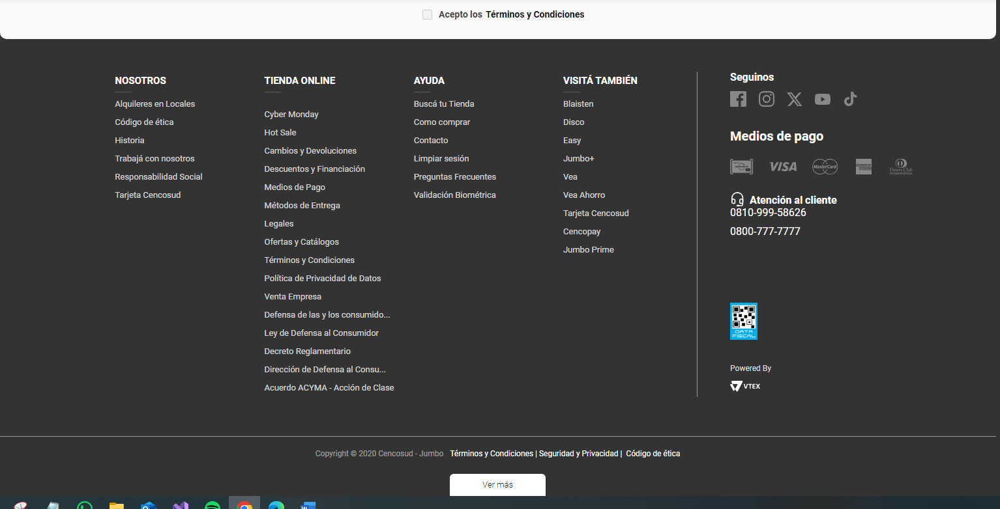 Acepto los Términos y Condiciones
NOSOTROS
Alquileres en Locales
Código de ética
Historia
Trabajá con nosotros
Responsabilidad Social
Tarjeta Cencosud
TIENDA ONLINE
Cyber Monday
Hot Sale
Cambios y Devoluciones
Descuentos y Financiación
Medios de Pago
Métodos de Entrega
Legales
Ofertas y Catálogos
Términos y Condiciones
Política de Privacidad de Datos
Venta Empresa
Defensa de las y los consumido...
Ley de Defensa al Consumidor
Decreto Reglamentario
Dirección de Defensa al Consu...
Acuerdo ACYMA - Acción de Clase
AYUDA
Buscá tu Tienda
Como comprar
Contacto
Limpiar sesión
Preguntas Frecuentes
Validación Biométrica
VISITÁ TAMBIÉN
Blaisten
Disco
Easy
Jumbo+
Vea
Vea Ahorro
Tarjeta Cencosud
Cencopay
Jumbo Prime
Seguinos
Medios de pago
VISA
MasterCard
Diners Club
INTERNATIONAL
Atención al cliente
0810-999-58626
0800-777-7777
DATA
FISCAL
Powered By
VTEX
Copyright © 2020 Cencosud - Jumbo Términos y Condiciones | Seguridad y Privacidad | Código de ética
Ver más